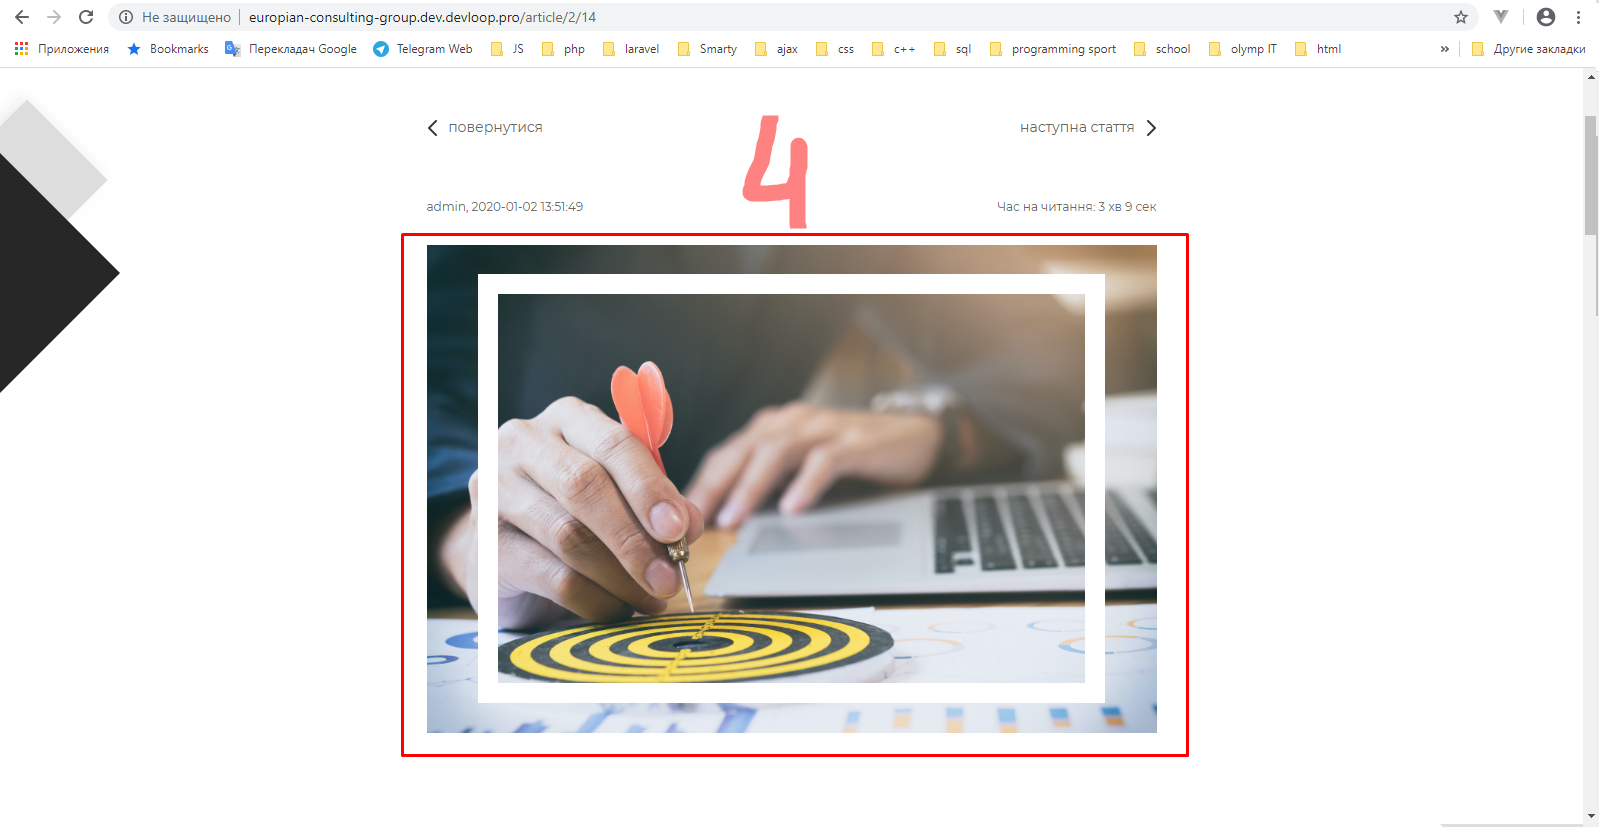 Не защищено europian-consulting-group.dev.devloop.pro/article/2/14
Приложения Bookmarks Перекладач Google Telegram Web JS php laravel Smarty ajax css c++ sql programming sport school olymp IT html » Другие закладки
повернутися наступна стаття
4
admin, 2020-01-02 13:51:49 Час на читання: 3 хв 9 сек